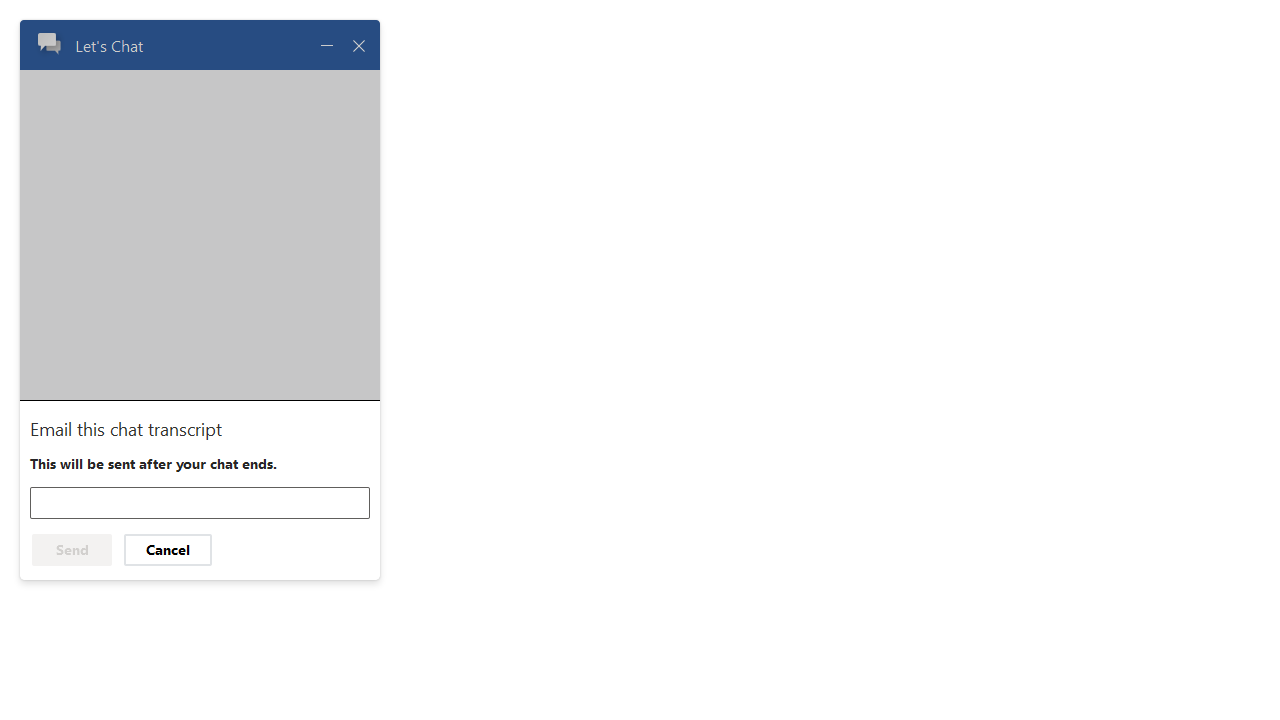 Let's Chat
Email this chat transcript
This will be sent after your chat ends.
Send
Cancel